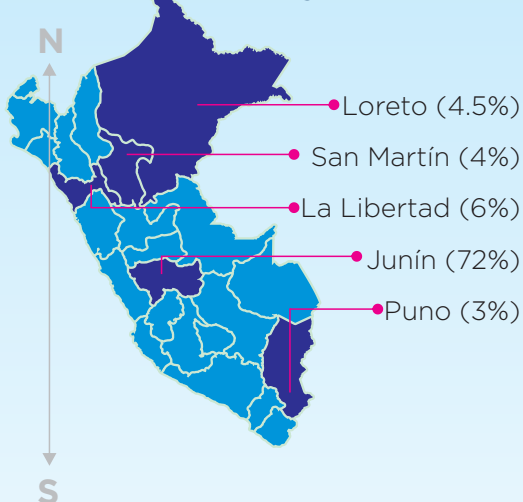 N
Loreto (4.5%)
San Martín (4%)
La Libertad (6%)
Junín (72%)
Puno (3%)
S